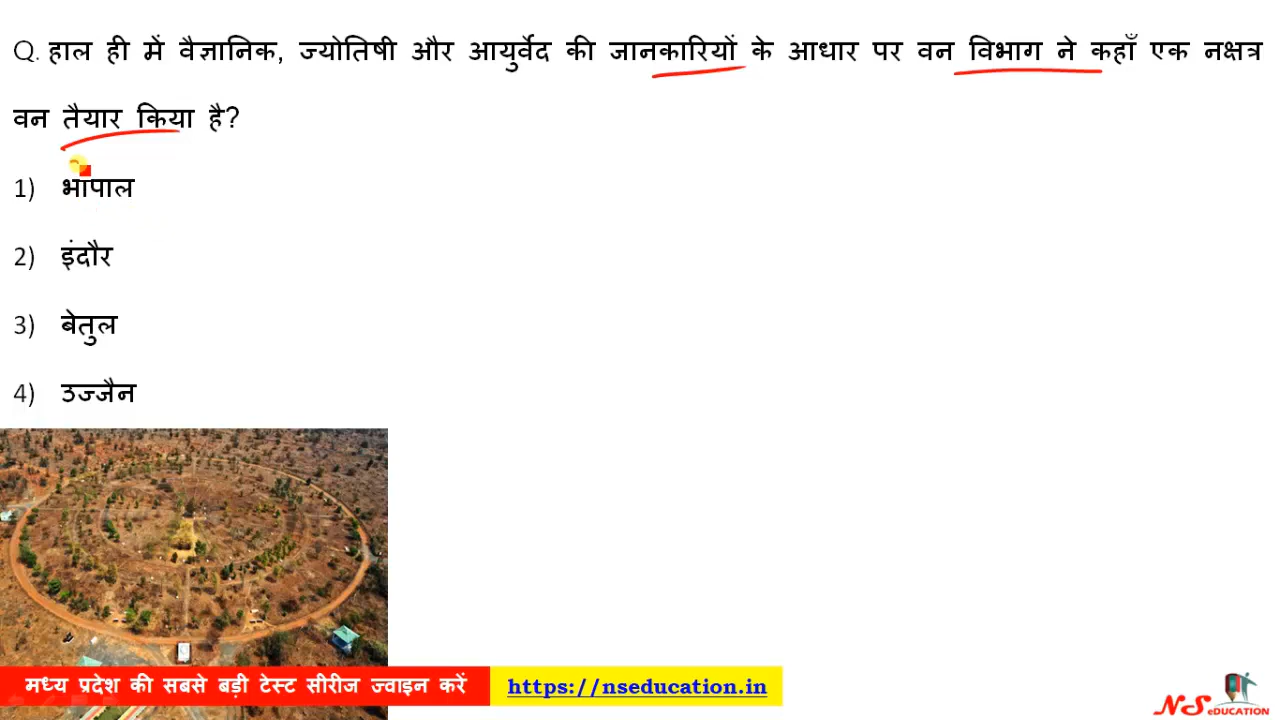 Q. हाल ही में वैज्ञानिक, ज्योतिषी और आयुर्वेद की जानकारियों के आधार पर वन विभाग ने कहाँ एक नक्षत्र
वन तैयार किया है?
1) भोपाल
2) इंदौर
3) बेतुल
4) उज्जैन
मध्य प्रदेश की सबसे बड़ी टेस्ट सीरीज ज्वाइन करें
https://nseducation.in
NS eDUCATION